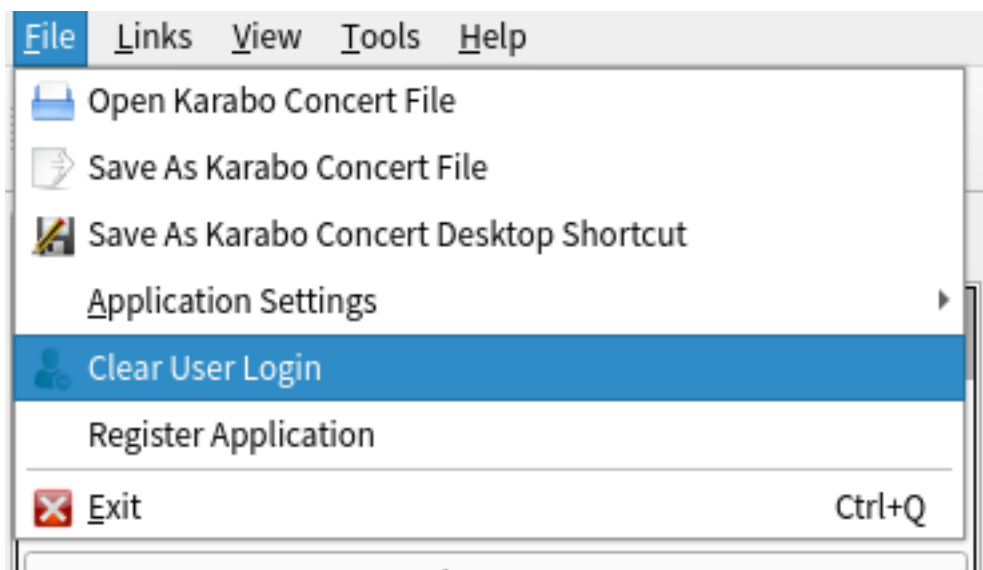 File Links View Tools Help
Open Karabo Concert File
Save As Karabo Concert File
Save As Karabo Concert Desktop Shortcut
Application Settings
Clear User Login
Register Application
Exit Ctrl+Q